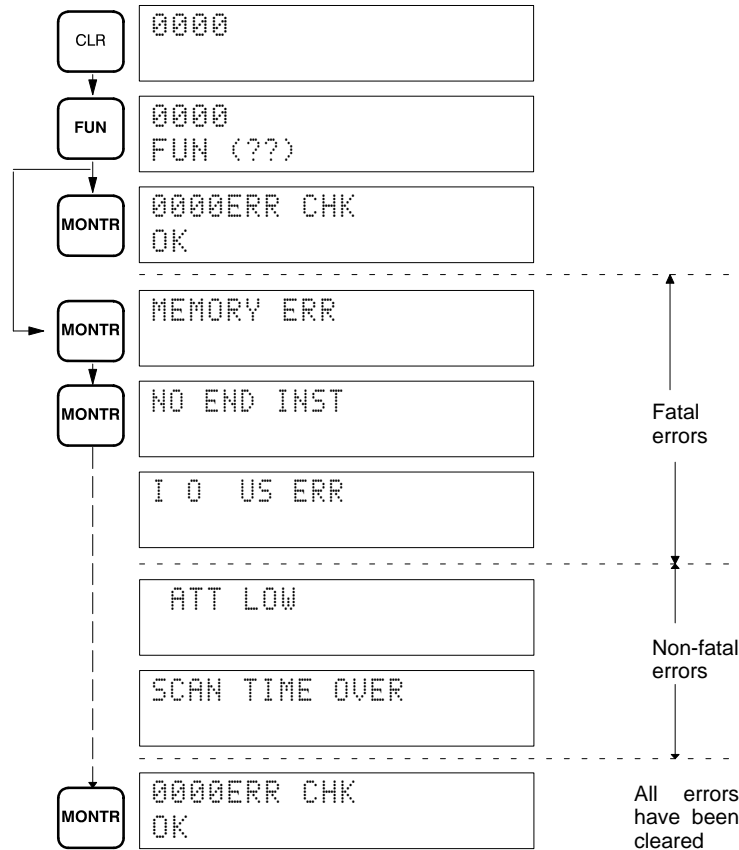 CLR
0000
FUN
0000
FUN (??)
MONTR
0000ERR CHK
OK
MONTR
MEMORY ERR
MONTR
NO END INST
Fatal
errors
I 0  US ERR
ATT LOW
Non-fatal
errors
SCAN TIME OVER
MONTR
0000ERR CHK
OK
All errors
have been
cleared